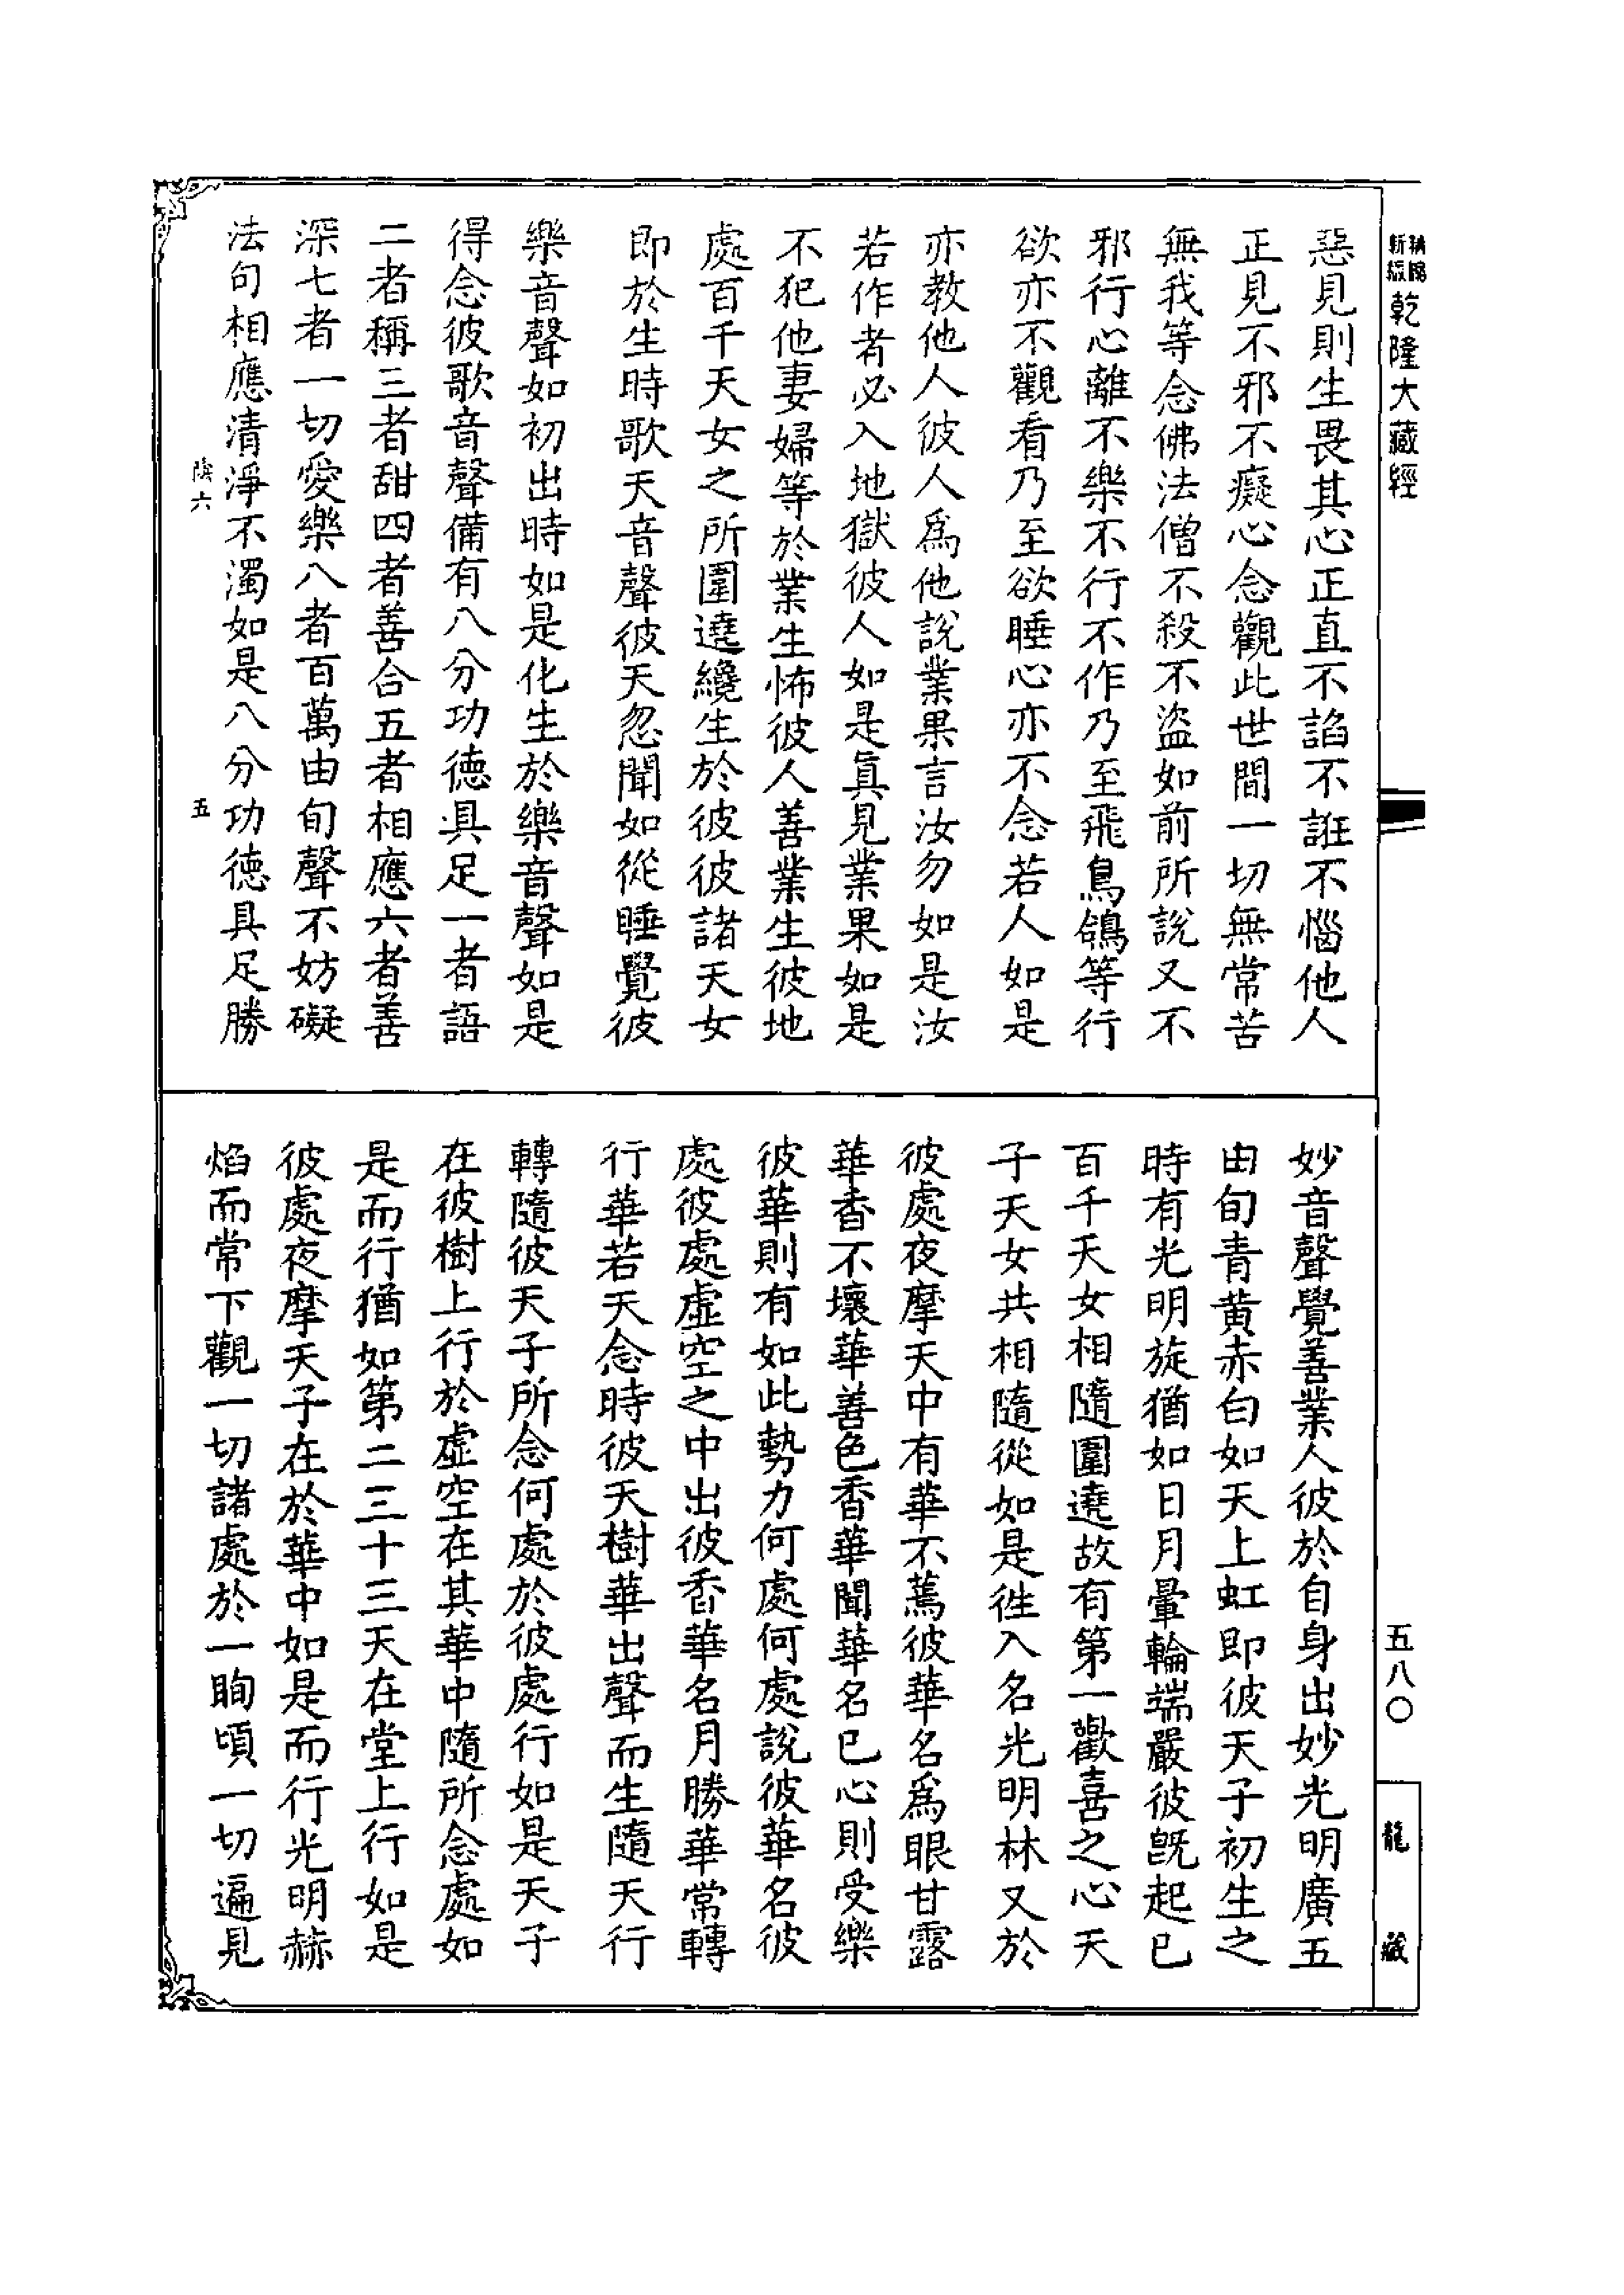 乾隆大藏經
惡見則生畏其心正直不諂不誑不惱他人
正見不邪不癡心念觀此世間一切無常苦
無我等念佛法僧不殺不盜如前所說又不
邪行心離不樂不行不作乃至飛鳥鴿等行
欲亦不觀看乃至欲睡心亦不念若人如是
亦教他人彼人為他說業果言汝勿如是汝
若作者必入地獄彼人如是真見業果如是
不犯他妻婦等於業生怖彼人善業生彼地
處百千天女之所圍遶纔生於彼彼諸天女
即於生時歌天音聲彼天忽聞如從睡覺彼
樂音聲如初出時如是化生於樂音聲如是
得念彼歌音聲備有八分功德具足一者語
二者稱三者甜四者善合五者相應六者善
深七者一切愛樂八者百萬由旬聲不妨礙
法句相應清淨不濁如是八分功德具足勝
陰六
五
妙音聲覺善業人彼於自身出妙光明廣五
由旬青黃赤白如天上虹即彼天子初生之
時有光明旋猶如日月暈輪端嚴彼既起已
百千天女相隨圍遶故有第一歡喜之心天
子天女共相隨從如是徃入名光明林又於
彼處夜摩天中有華不蔫彼華名為眼甘露
華香不壞華善色香華聞華名已心則受樂
彼華則有如此勢力何處何處說彼華名彼
處彼處虛空之中出彼香華名月勝華常轉
行華若天念時彼天樹華出聲而生隨天行
轉隨彼天子所念何處於彼處行如是天子
在彼樹上行於虛空在其華中隨所念處如
是而行猶如第二三十三天在堂上行如是
彼處夜摩天子在於華中如是而行光明赫
焰而常下觀一切諸處於一眴頃一切遍見
五八〇
龍藏